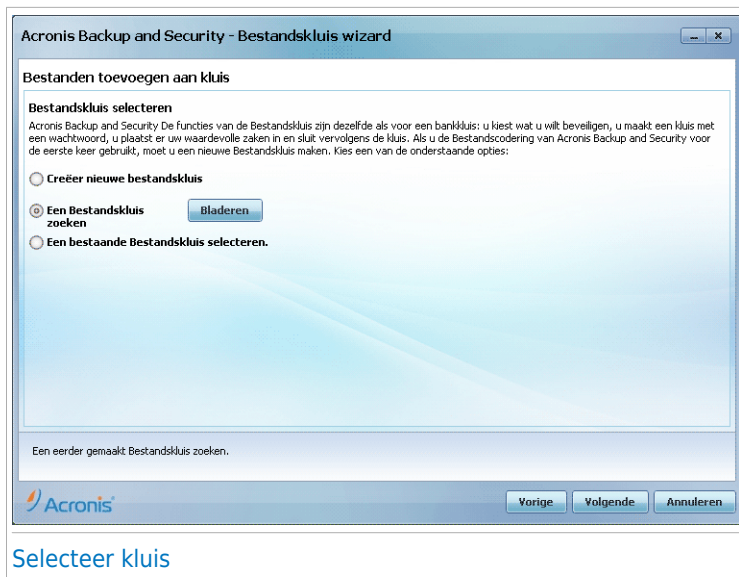 Acronis Backup and Security - Bestandskluis wizard
Bestanden toevoegen aan kluis
Bestandskluis selecteren
Acronis Backup and Security De functies van de Bestandskluis zijn dezelfde als voor een bankkluis: u kiest wat u wilt beveiligen, u maakt een kluis met
een wachtwoord, u plaatst er uw waardevolle zaken in en sluit vervolgens de kluis. Als u de Bestandscodering van Acronis Backup and Security voor
de eerste keer gebruikt, moet u een nieuwe Bestandskluis maken. Kies een van de onderstaande opties:
Creëer nieuwe bestandskluis
Een Bestandskluis
zoeken
Bladeren
Een bestaande Bestandskluis selecteren.
Een eerder gemaakt Bestandskluis zoeken.
Acronis
Vorige
Volgende
Annuleren
Selecteer kluis